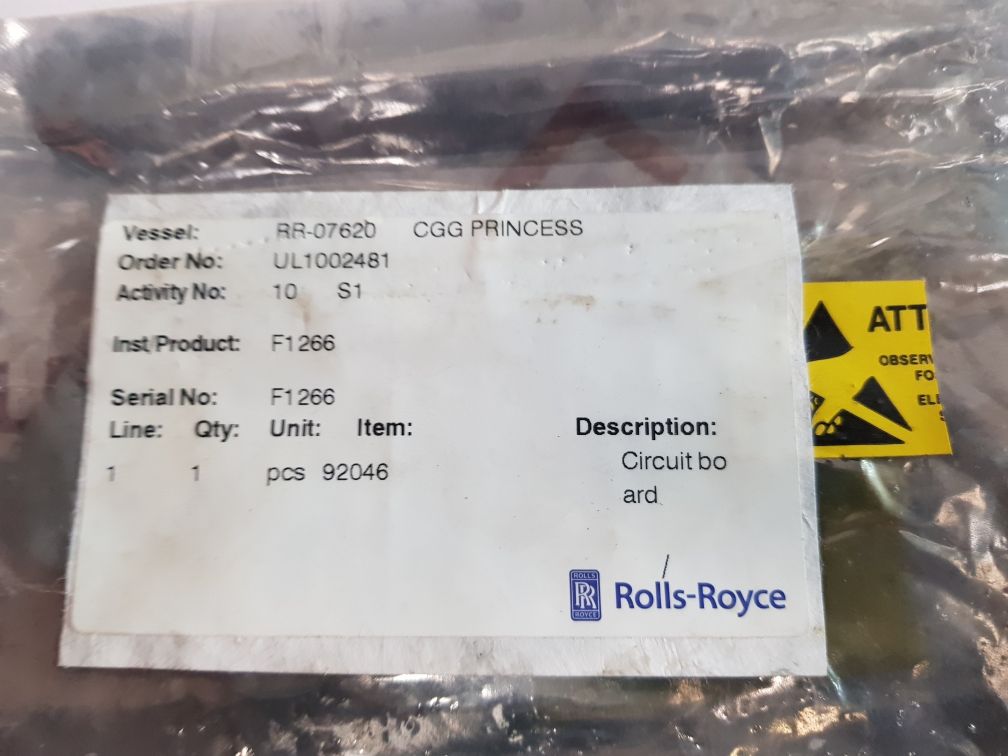 Vessel: RR-07620 CGG PRINCESS
Order No: UL1002481
Activity No: 10 S1
Inst/Product: F1266
Serial No: F1266
Line: Qty: Unit: Item: Description:
1 1 pcs 92046 Circuit bo
ard
ROLLS
RR
ROYCE
Rolls-Royce
ATT
OBSERV
FO
ELE